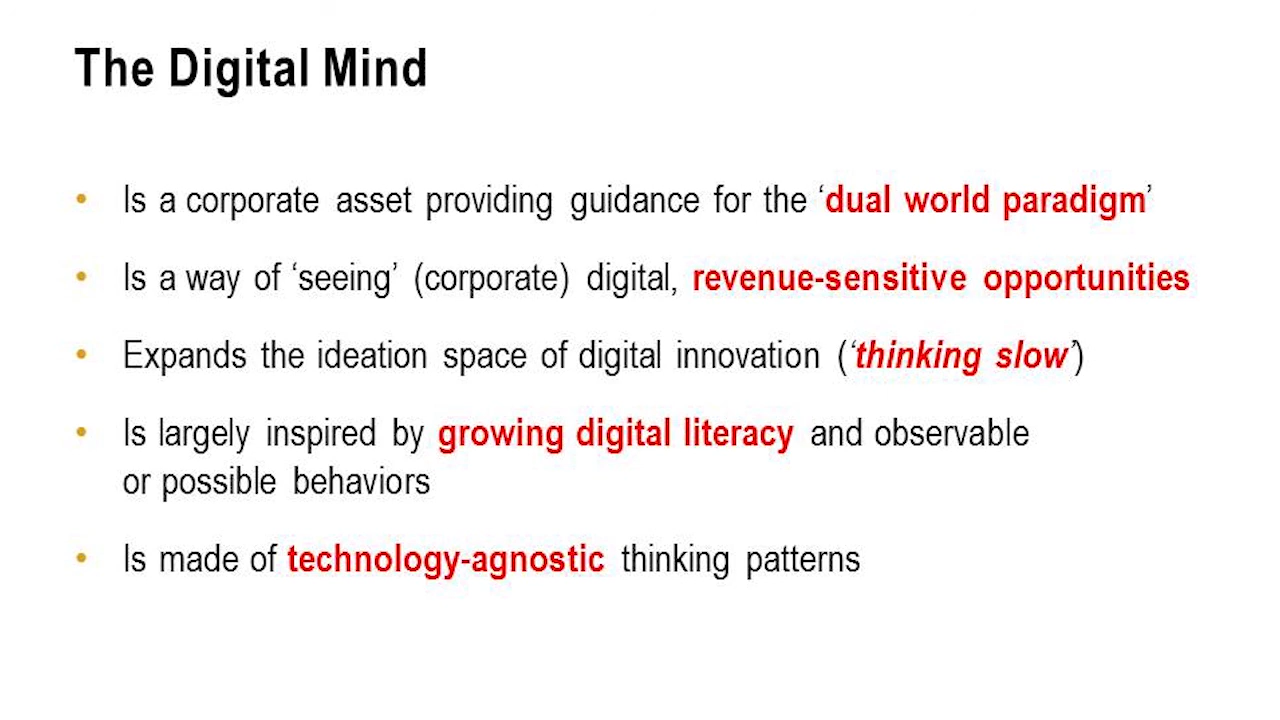 The Digital Mind
• Is a corporate asset providing guidance for the ‘dual world paradigm’
• Is a way of ‘seeing’ (corporate) digital, revenue-sensitive opportunities
• Expands the ideation space of digital innovation (‘thinking slow’)
• Is largely inspired by growing digital literacy and observable
or possible behaviors
• Is made of technology-agnostic thinking patterns